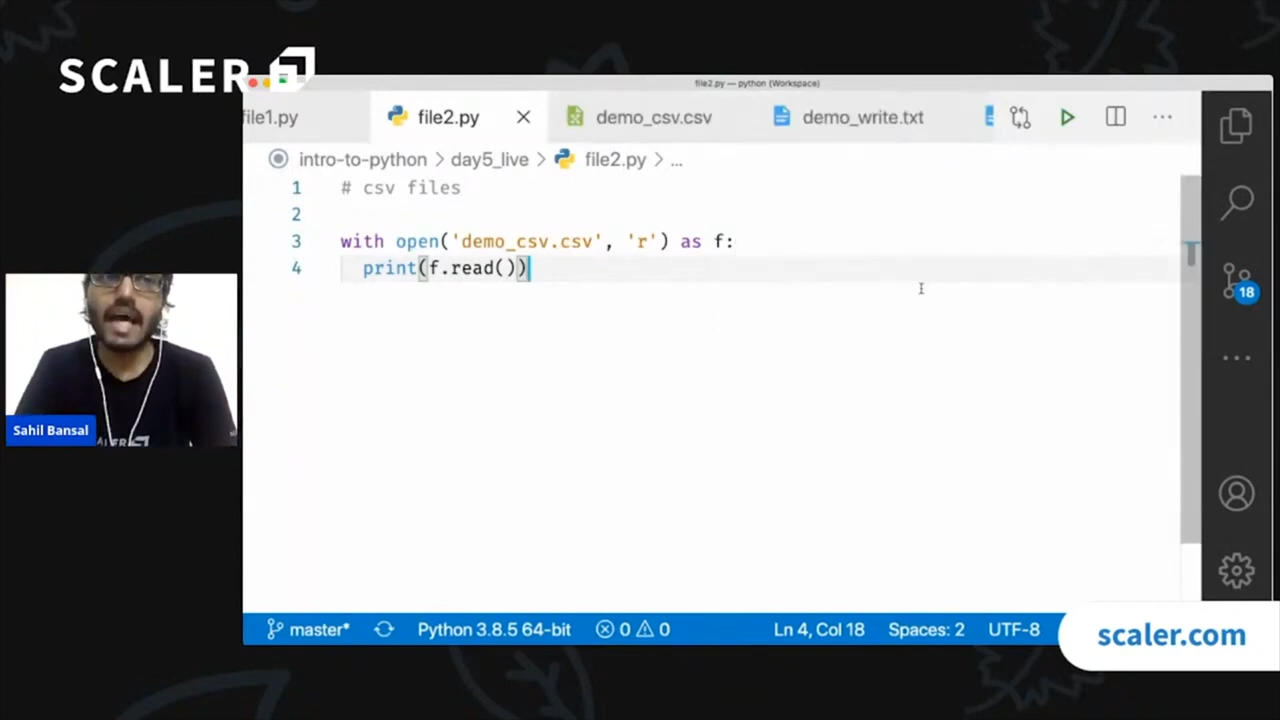 SCALER
file2.py — python (Workspace)
file1.py file2.py demo_csv.csv demo_write.txt
intro-to-python > day5_live > file2.py > ...
1 # csv files
2
3 with open('demo_csv.csv', 'r') as f:
4 print(f.read())
18
Sahil Bansal
master* Python 3.8.5 64-bit 0 0 Ln 4, Col 18 Spaces: 2 UTF-8
scaler.com